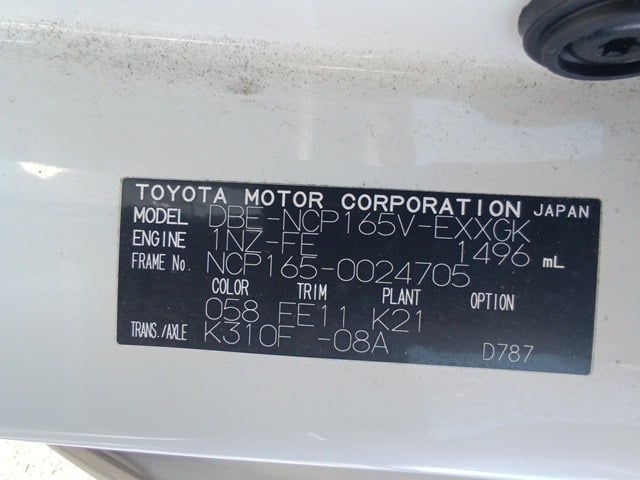 TOYOTA MOTOR CORPORATION JAPAN
MODEL DBE-NCP165V-EXXGK
ENGINE 1NZ-FE 1496 mL
FRAME No. NCP165-0024705
COLOR TRIM PLANT OPTION
058 FE11 K21
TRANS./AXLE K310F -08A D787